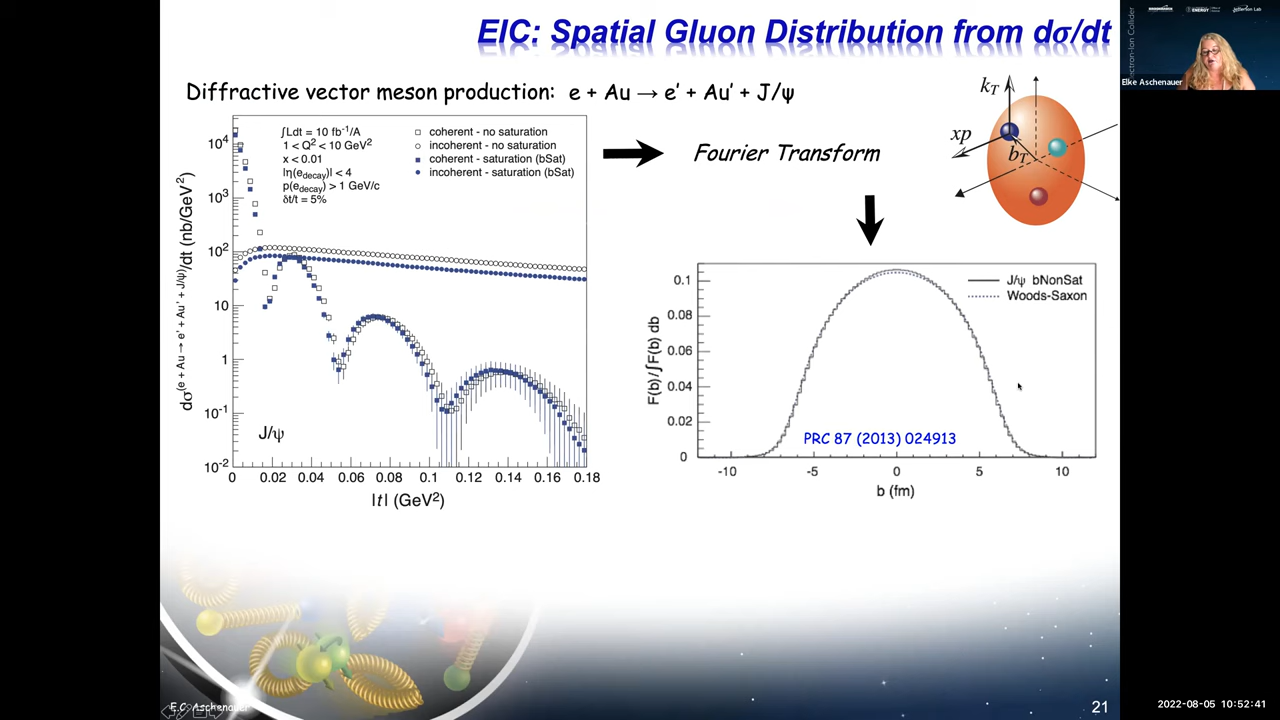 EIC: Spatial Gluon Distribution from dσ/dt
Diffractive vector meson production: e + Au → e′ + Au′ + J/ψ
∫Ldt = 10 fb⁻¹/A
1 < Q² < 10 GeV²
x < 0.01
|η(e_decay)| < 4
p(e_decay) > 1 GeV/c
δt/t = 5%
coherent - no saturation
incoherent - no saturation
coherent - saturation (bSat)
incoherent - saturation (bSat)
dσ^(e + Au → e′ + Au′ + J/ψ)/dt (nb/GeV²)
10⁴
10³
10²
10
1
10⁻¹
10⁻²
J/ψ
0 0.02 0.04 0.06 0.08 0.1 0.12 0.14 0.16 0.18
|t| (GeV²)
Fourier Transform
k_T
xp
b_T
F(b)/∫F(b) db
0.1
0.08
0.06
0.04
0.02
0
J/ψ bNonSat
Woods-Saxon
PRC 87 (2013) 024913
-10 -5 0 5 10
b (fm)
E.C. Aschenauer
21
Electron-Ion Collider
ENERGY
Jefferson Lab
Elke Aschenauer
2022-08-05 10:52:41